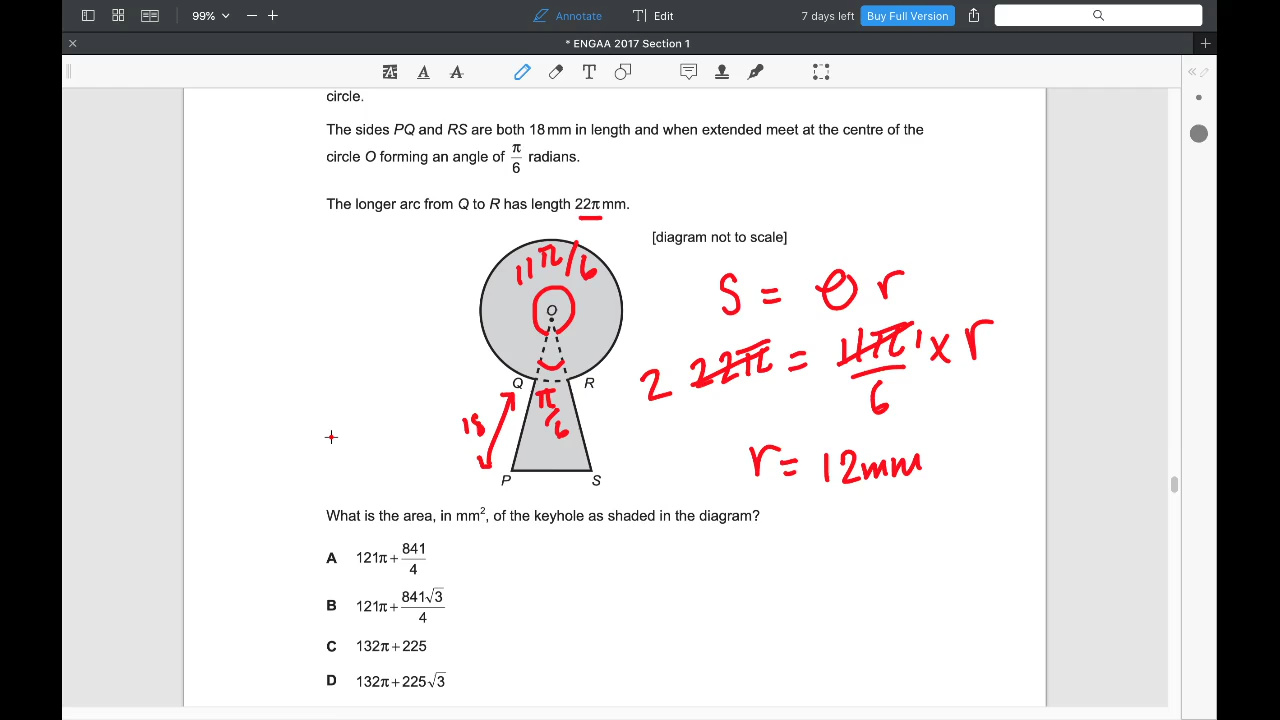 99%
Annotate
T Edit
7 days left
Buy Full Version
* ENGAA 2017 Section 1
circle.
The sides PQ and RS are both 18 mm in length and when extended meet at the centre of the
circle O forming an angle of π/6 radians.
The longer arc from Q to R has length 22π mm.
[diagram not to scale]
11π/6
S = θ r
O
2 22π = 11π/6 1 × r
Q
R
π/6
18
r = 12mm
P
S
What is the area, in mm², of the keyhole as shaded in the diagram?
A 121π + 841/4
B 121π + 841√3/4
C 132π + 225
D 132π + 225√3